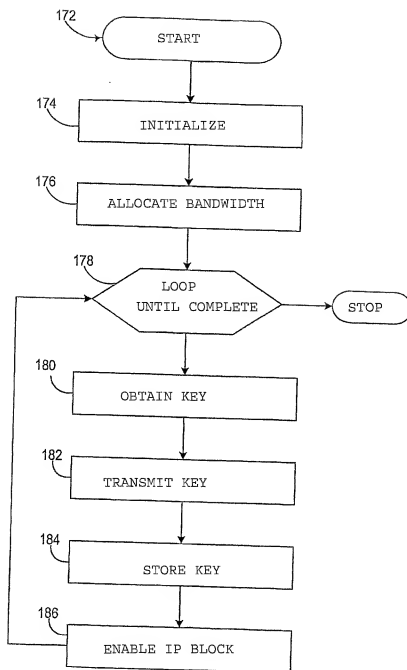 172
START
174
INITIALIZE
176
ALLOCATE BANDWIDTH
178
LOOP
UNTIL COMPLETE
STOP
180
OBTAIN KEY
182
TRANSMIT KEY
184
STORE KEY
186
ENABLE IP BLOCK